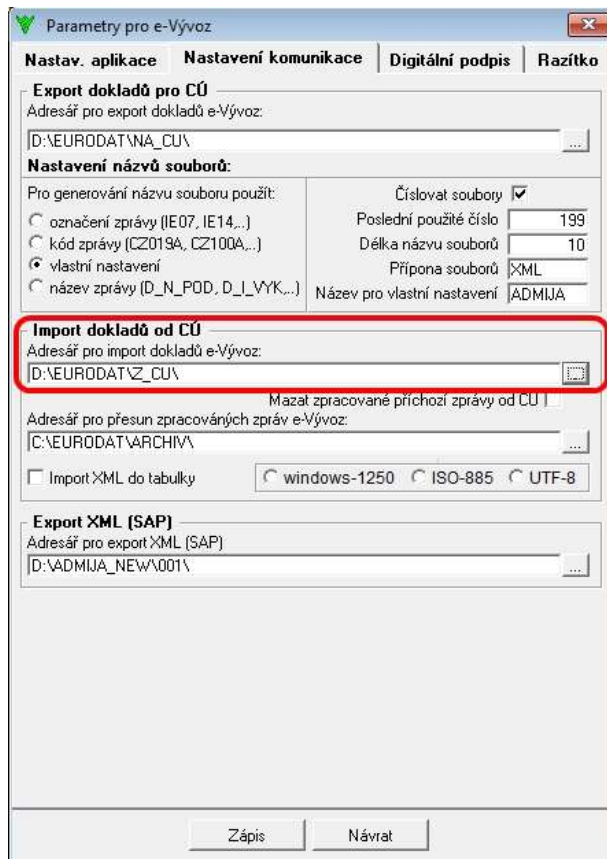 Parametry pro e-Vývoz
Nastav. aplikace Nastavení komunikace Digitální podpis Razítko
Export dokladů pro CÚ
Adresář pro export dokladů e-Vývoz:
D:\EURODAT\NA_CU\
...
Nastavení názvů souborů:
Pro generování názvu souboru použít:
označení zprávy (IE07, IE14,..)
kód zprávy (CZ019A, CZ100A,..)
vlastní nastavení
název zprávy (D_N_POD, D_I_VYK,..)
Číslovat soubory
Poslední použité číslo 199
Délka názvu souborů 10
Přípona souborů XML
Název pro vlastní nastavení ADMIJA
Import dokladů od CÚ
Adresář pro import dokladů e-Vývoz:
D:\EURODAT\Z_CU\
...
Mazat zpracované příchozí zprávy od CÚ
Adresář pro přesun zpracováných zpráv e-Vývoz:
C:\EURODAT\ARCHIV\
...
Import XML do tabulky windows-1250 ISO-885 UTF-8
Export XML (SAP)
Adresář pro export XML (SAP)
D:\ADMIJA_NEW\001\
...
Zápis Návrat